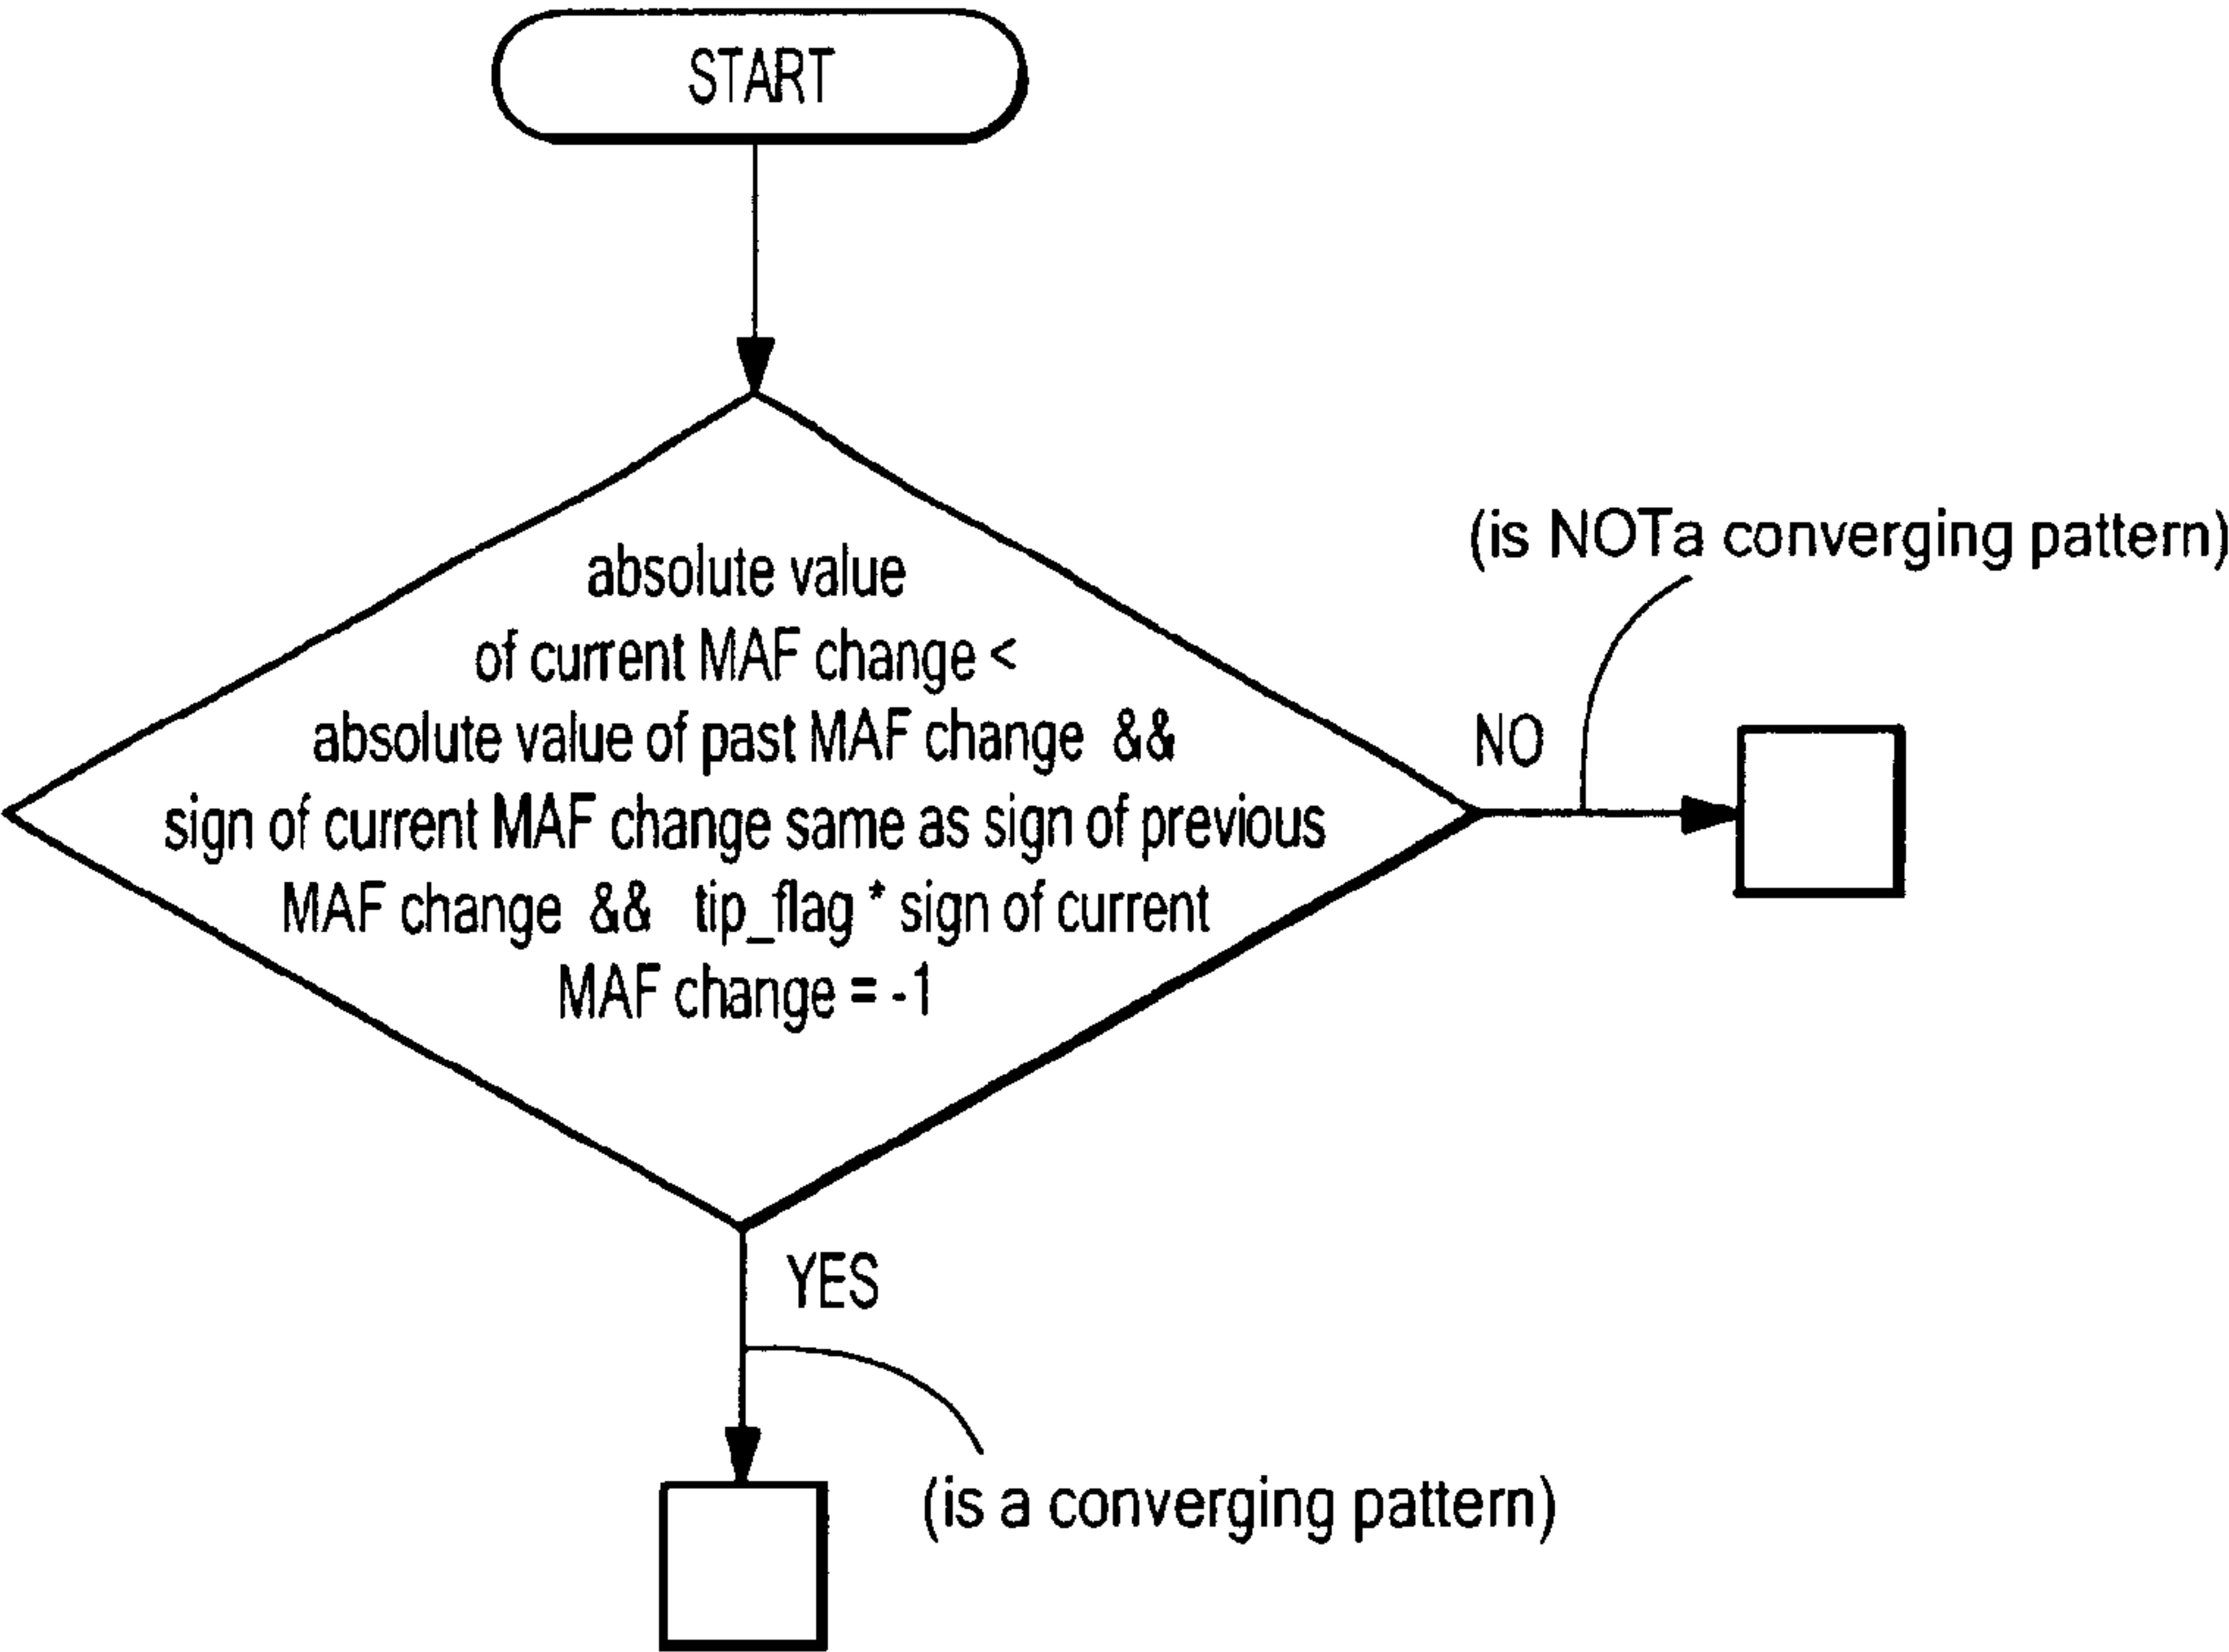 START
absolute value
of current MAF change <
absolute value of past MAF change &&
sign of current MAF change same as sign of previous
MAF change && tip_flag * sign of current
MAF change = -1
(is NOTa converging pattern)
NO
YES
(is a converging pattern)